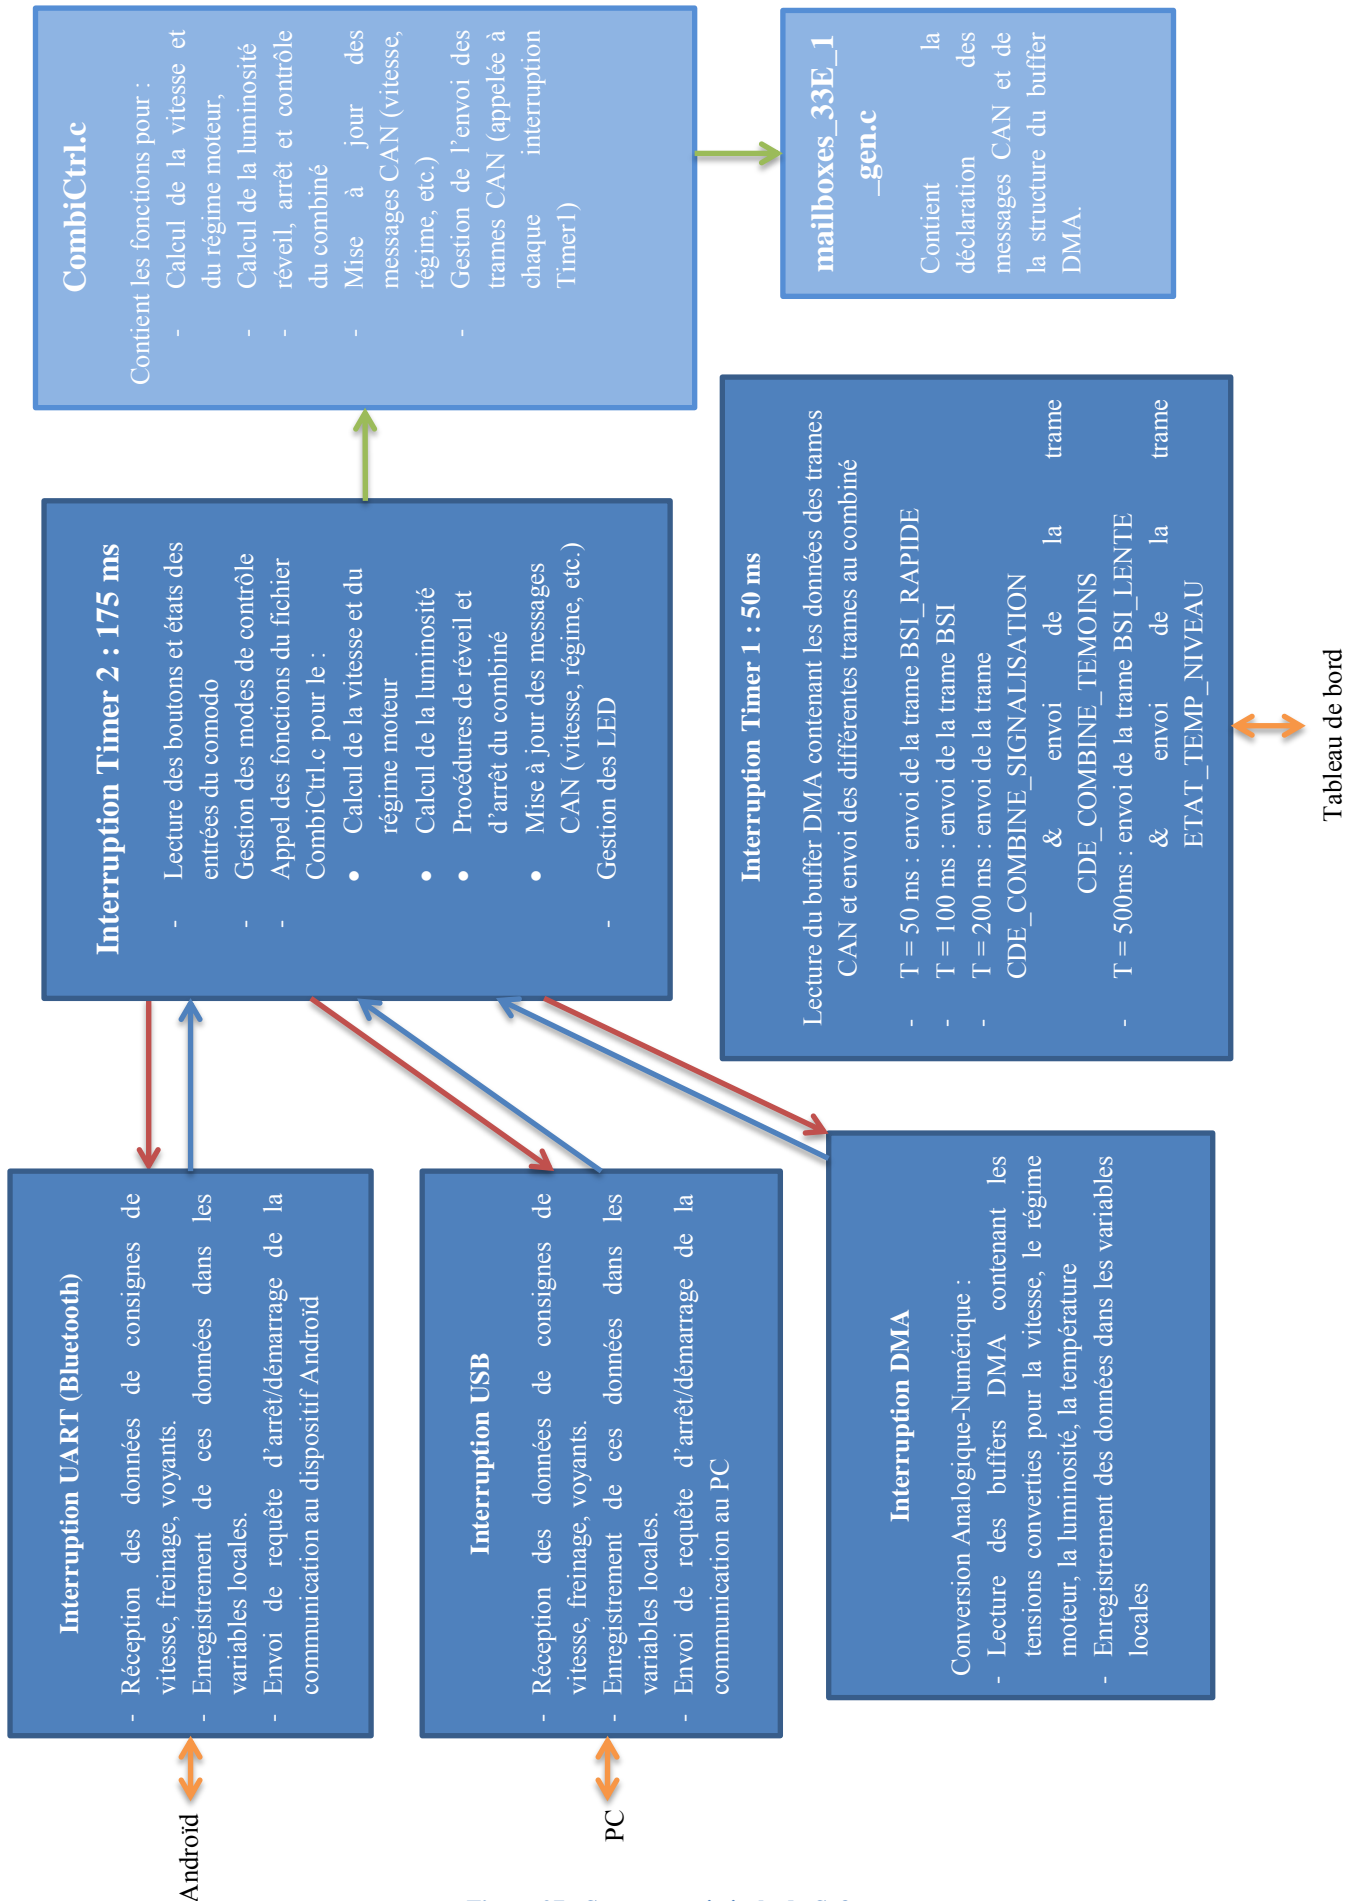 Androïd
Interruption UART (Bluetooth)
- Réception des données de consignes de
vitesse, freinage, voyants.
- Enregistrement de ces données dans les
variables locales.
- Envoi de requête d'arrêt/démarrage de la
communication au dispositif Androïd
PC
Interruption USB
- Réception des données de consignes de
vitesse, freinage, voyants.
- Enregistrement de ces données dans les
variables locales.
- Envoi de requête d'arrêt/démarrage de la
communication au PC
Interruption DMA
Conversion Analogique-Numérique :
- Lecture des buffers DMA contenant les
tensions converties pour la vitesse, le régime
moteur, la luminosité, la température
- Enregistrement des données dans les variables
locales
Interruption Timer 2 : 175 ms
- Lecture des boutons et états des
entrées du comodo
- Gestion des modes de contrôle
- Appel des fonctions du fichier
CombiCtrl.c pour le :
• Calcul de la vitesse et du
régime moteur
• Calcul de la luminosité
• Procédures de réveil et
d'arrêt du combiné
• Mise à jour des messages
CAN (vitesse, régime, etc.)
- Gestion des LED
Interruption Timer 1 : 50 ms
Lecture du buffer DMA contenant les données des trames
CAN et envoi des différentes trames au combiné
- T = 50 ms : envoi de la trame BSI_RAPIDE
- T = 100 ms : envoi de la trame BSI
- T = 200 ms : envoi de la trame
CDE_COMBINE_SIGNALISATION
& envoi de la trame
CDE_COMBINE_TEMOINS
- T = 500ms : envoi de la trame BSI_LENTE
& envoi de la trame
ETAT_TEMP_NIVEAU
Tableau de bord
CombiCtrl.c
Contient les fonctions pour :
- Calcul de la vitesse et
du régime moteur,
- Calcul de la luminosité
- réveil, arrêt et contrôle
du combiné
- Mise à jour des
messages CAN (vitesse,
régime, etc.)
- Gestion de l'envoi des
trames CAN (appelée à
chaque interruption
Timer1)
mailboxes_33E_1
_gen.c
Contient la
déclaration des
messages CAN et de
la structure du buffer
DMA.